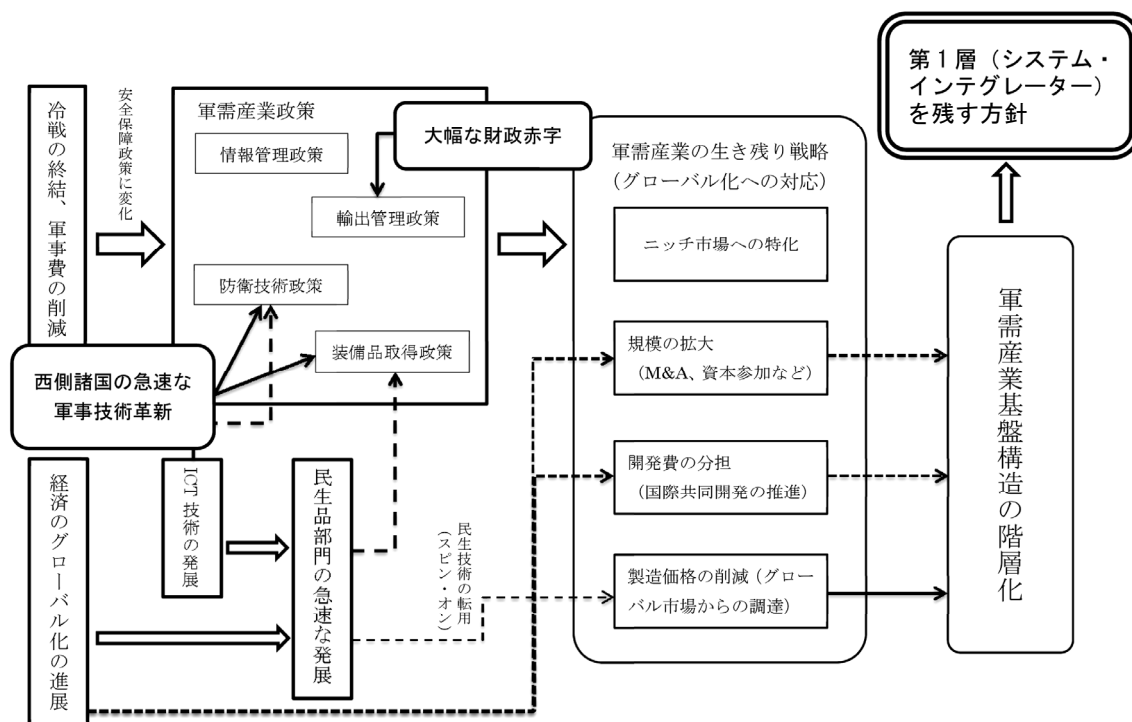 第１層（システム・
インテグレーター）
を残す方針
冷戦の終結、軍事費の削減
安全保障政策に変化
軍需産業政策
情報管理政策
大幅な財政赤字
輸出管理政策
防衛技術政策
装備品取得政策
西側諸国の急速な
軍事技術革新
経済のグローバル化の進展
ICT 技術の発展
民生品部門の急速な発展
民生技術の転用
（スピン・オン）
軍需産業の生き残り戦略
（グローバル化への対応）
ニッチ市場への特化
規模の拡大
（M&A、資本参加など）
開発費の分担
（国際共同開発の推進）
製造価格の削減（グロー
バル市場からの調達）
軍需産業基盤構造の階層化